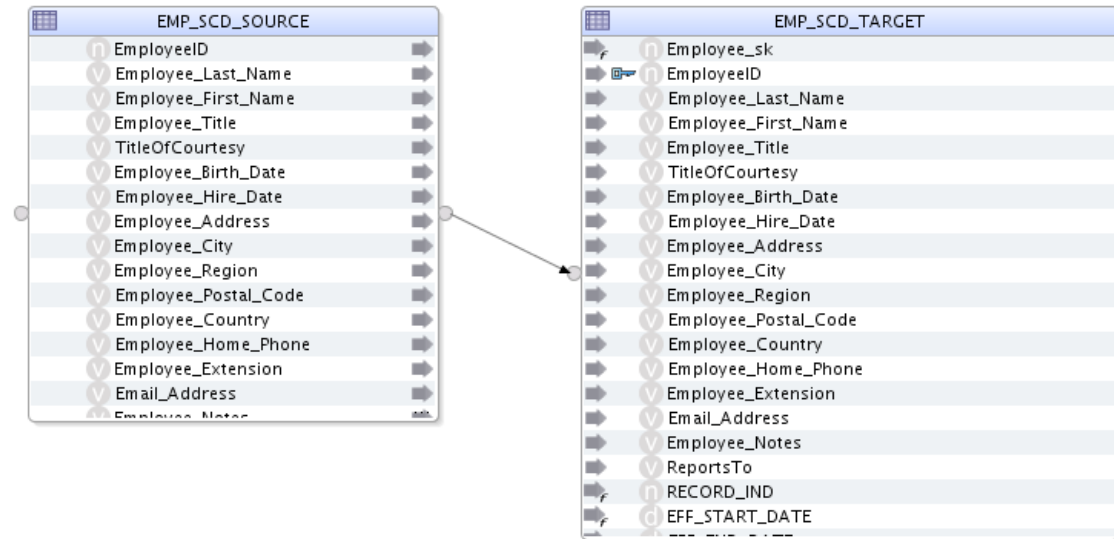 EMP_SCD_SOURCE
EmployeeID
Employee_Last_Name
Employee_First_Name
Employee_Title
TitleOfCourtesy
Employee_Birth_Date
Employee_Hire_Date
Employee_Address
Employee_City
Employee_Region
Employee_Postal_Code
Employee_Country
Employee_Home_Phone
Employee_Extension
Email_Address
Employee_Notes
EMP_SCD_TARGET
Employee_sk
EmployeeID
Employee_Last_Name
Employee_First_Name
Employee_Title
TitleOfCourtesy
Employee_Birth_Date
Employee_Hire_Date
Employee_Address
Employee_City
Employee_Region
Employee_Postal_Code
Employee_Country
Employee_Home_Phone
Employee_Extension
Email_Address
Employee_Notes
ReportsTo
RECORD_IND
EFF_START_DATE